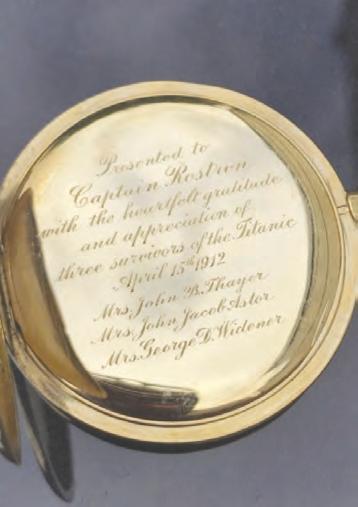 Presented to
Captain Rostron
with the heartfelt gratitude
and appreciation of
three survivors of the Titanic
April 15th 1912
Mrs. John B. Thayer
Mrs. John Jacob Astor
Mrs. George D. Widener